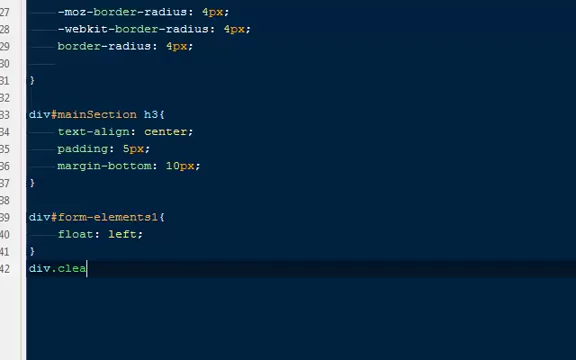 27 -moz-border-radius: 4px;
28 -webkit-border-radius: 4px;
29 border-radius: 4px;
30
31 }
32
33 div#mainSection h3{
34 text-align: center;
35 padding: 5px;
36 margin-bottom: 10px;
37 }
38
39 div#form-elements1{
40 float: left;
41 }
42 div.clea